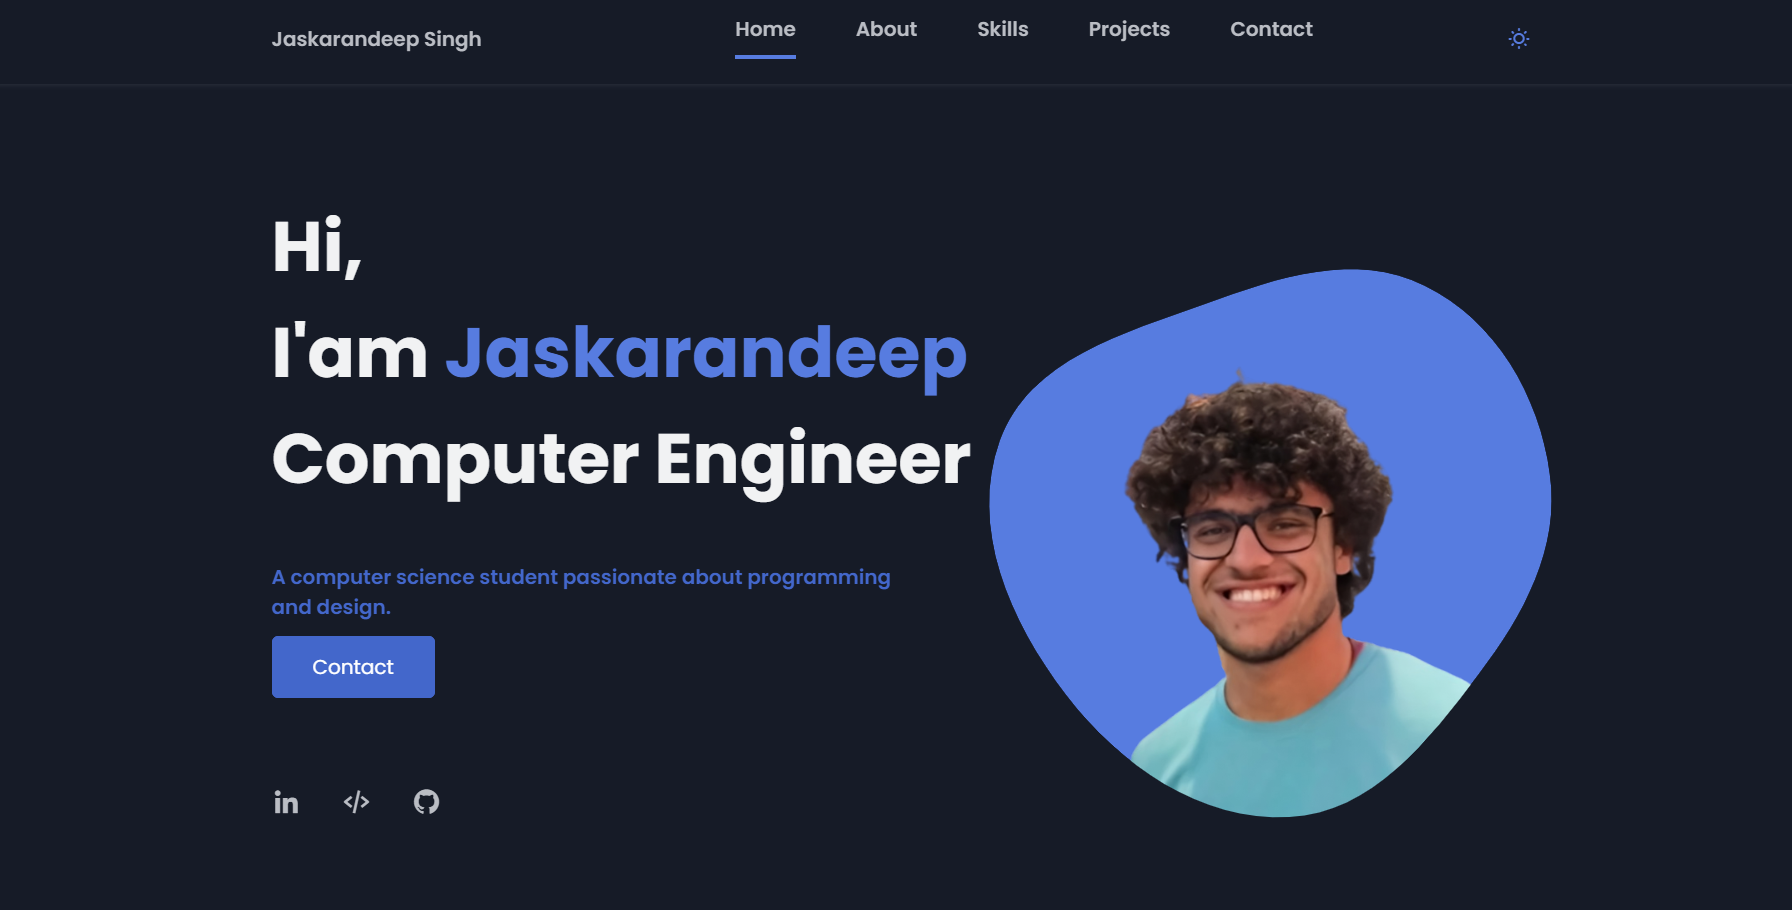 Jaskarandeep Singh
Home About Skills Projects Contact
Hi,
I'am Jaskarandeep
Computer Engineer
A computer science student passionate about programming
and design.
Contact